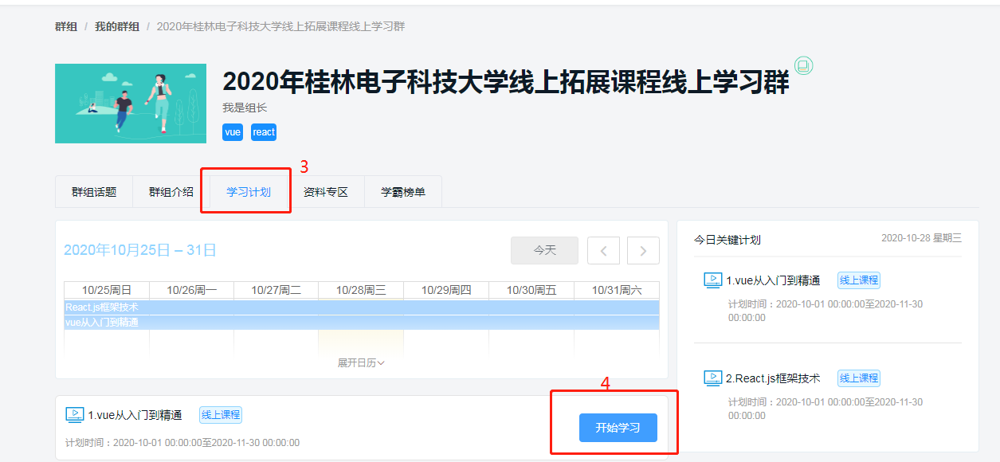 群组 / 我的群组 / 2020年桂林电子科技大学线上拓展课程线上学习群
2020年桂林电子科技大学线上拓展课程线上学习群
我是组长
vue react
3
群组话题 群组介绍 学习计划 资料专区 学霸榜单
2020年10月25日 – 31日
今天 < >
10/25周日 10/26周一 10/27周二 10/28周三 10/29周四 10/30周五 10/31周六
React.js框架技术
vue从入门到精通
展开日历
4
1.vue从入门到精通 线上课程
计划时间：2020-10-01 00:00:00至2020-11-30 00:00:00
开始学习
今日关键计划 2020-10-28 星期三
1.vue从入门到精通 线上课程
计划时间：2020-10-01 00:00:00至2020-11-30
00:00:00
2.React.js框架技术 线上课程
计划时间：2020-10-01 00:00:00至2020-11-30
00:00:00